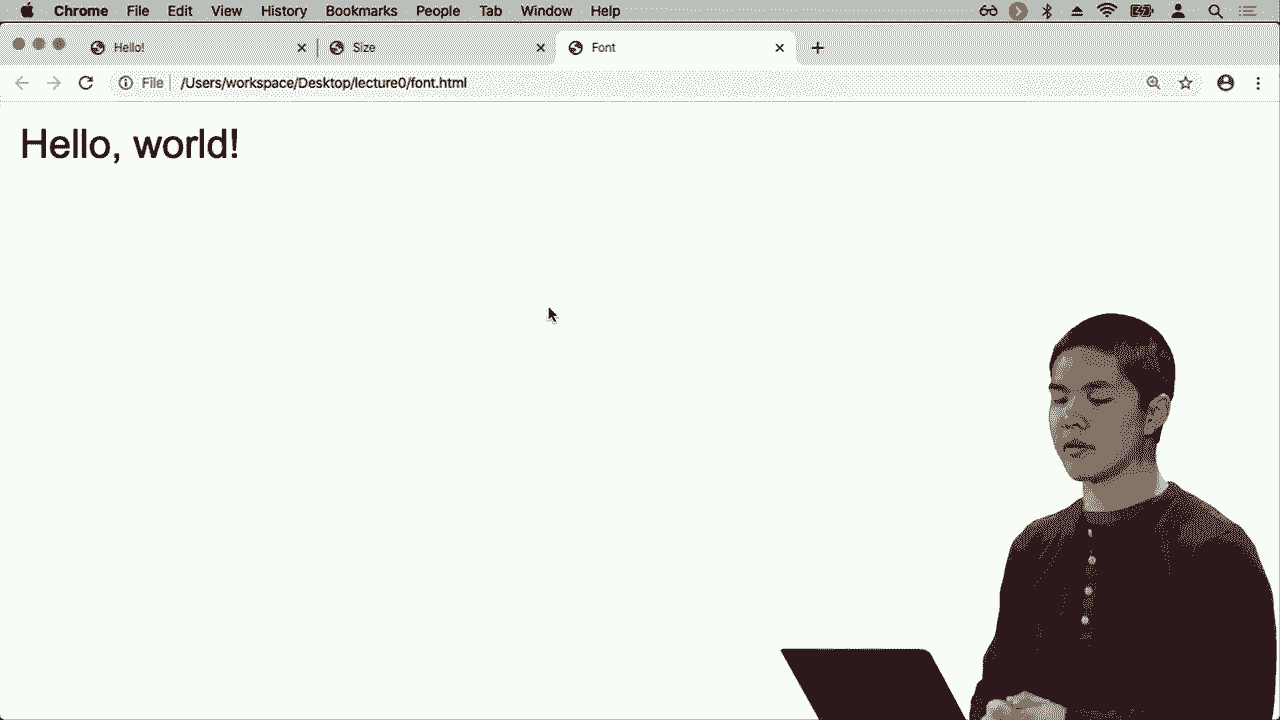 Chrome File Edit View History Bookmarks People Tab Window Help
Hello! Size Font
File /Users/workspace/Desktop/lecture0/font.html
Hello, world!